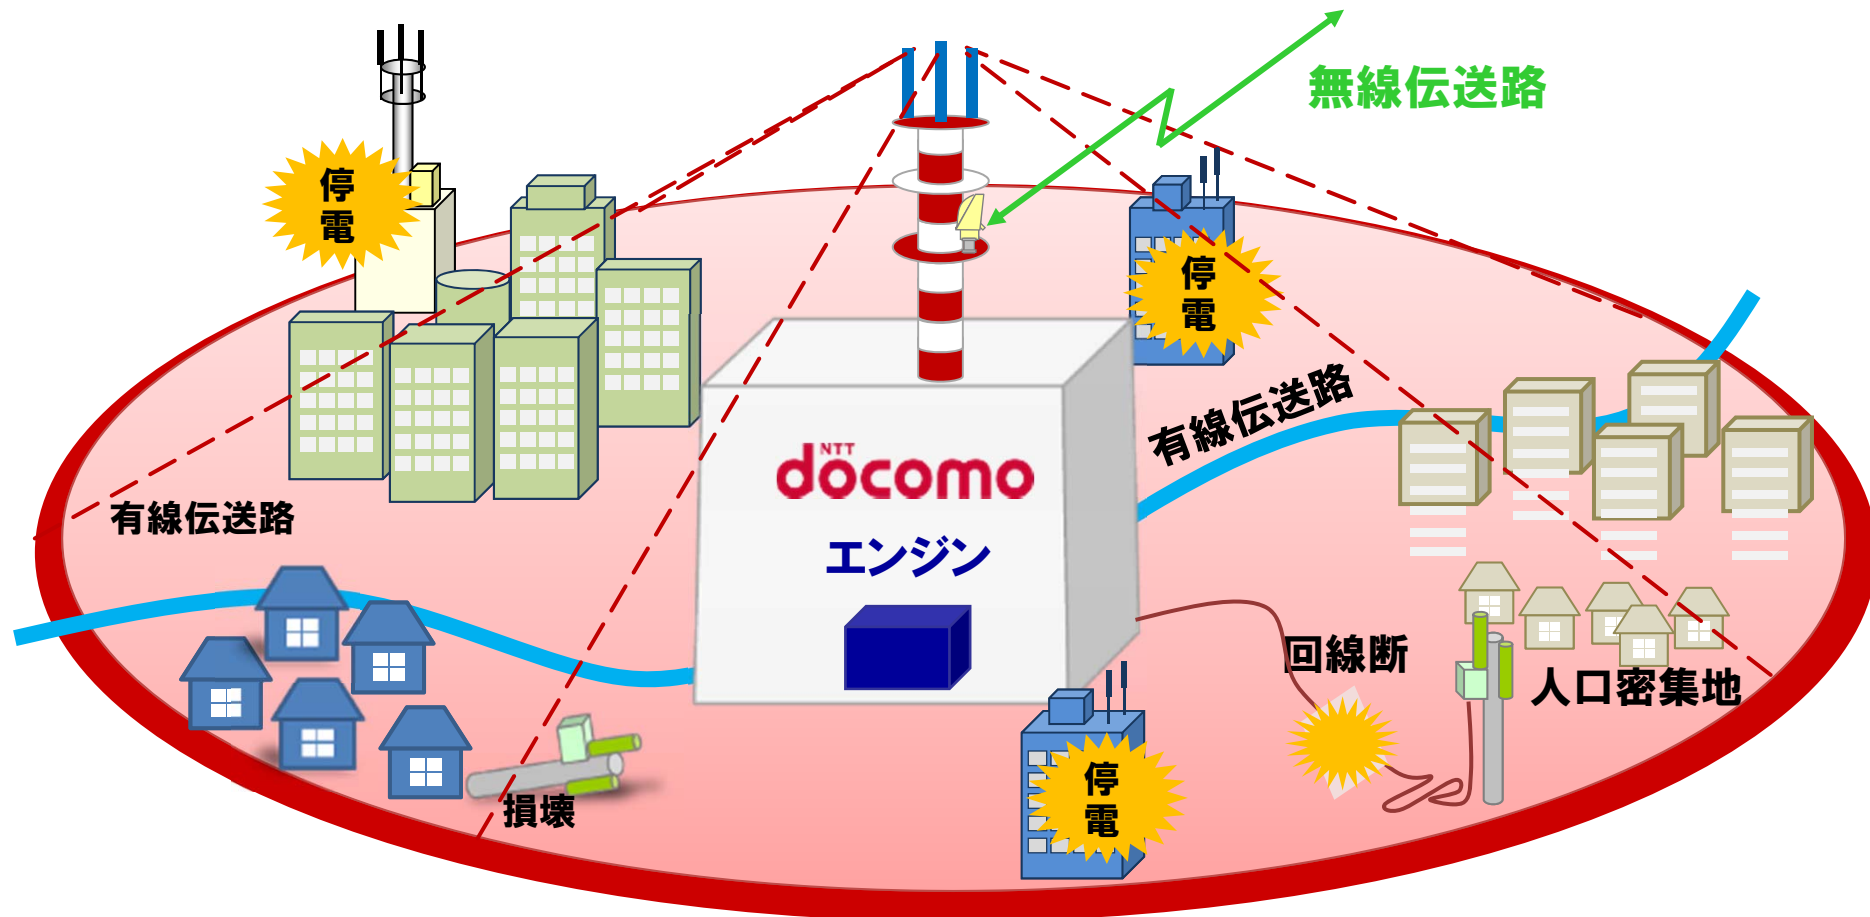 無線伝送路
停
電
停
電
有線伝送路
NTT
docomo
有線伝送路
エンジン
回線断
人口密集地
停
電
損壊